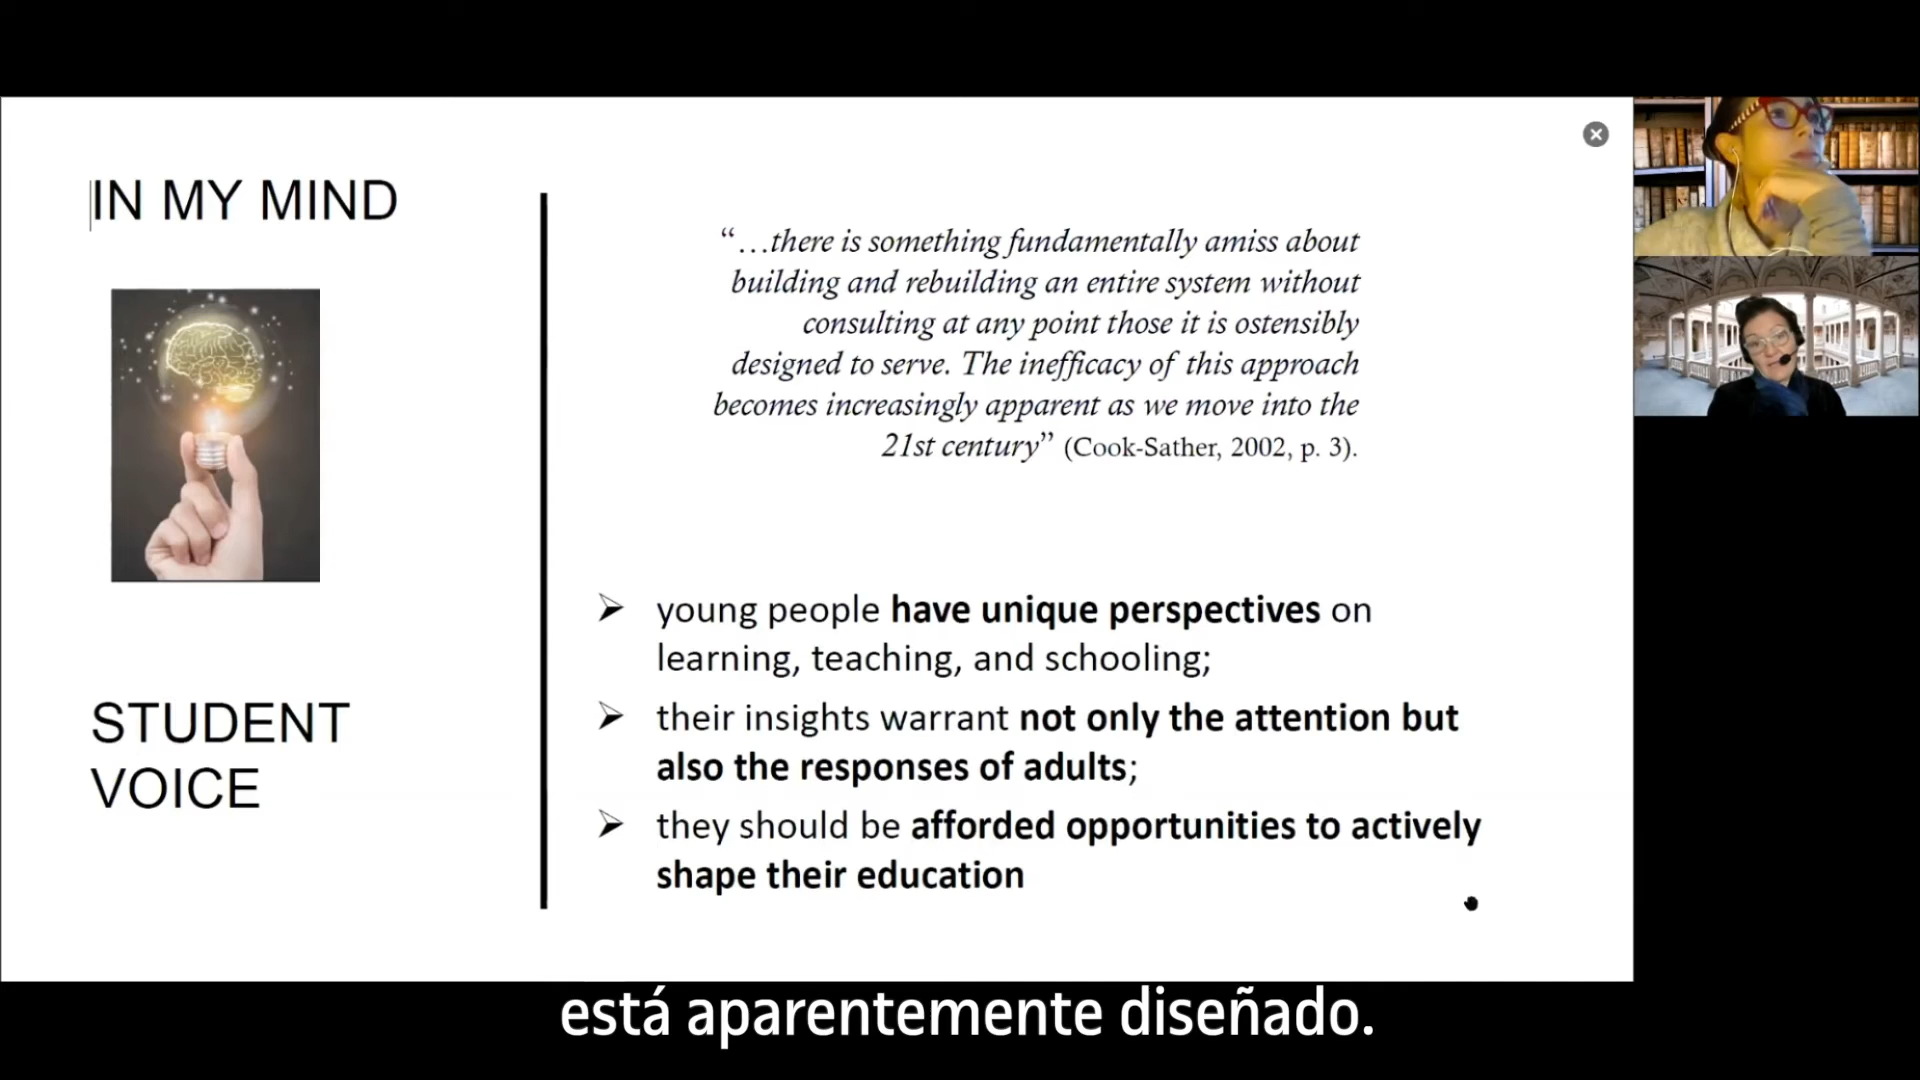 IN MY MIND
STUDENT
VOICE
“…there is something fundamentally amiss about
building and rebuilding an entire system without
consulting at any point those it is ostensibly
designed to serve. The inefficacy of this approach
becomes increasingly apparent as we move into the
21st century” (Cook-Sather, 2002, p. 3).
➢ young people have unique perspectives on
learning, teaching, and schooling;
➢ their insights warrant not only the attention but
also the responses of adults;
➢ they should be afforded opportunities to actively
shape their education
está aparentemente diseñado.